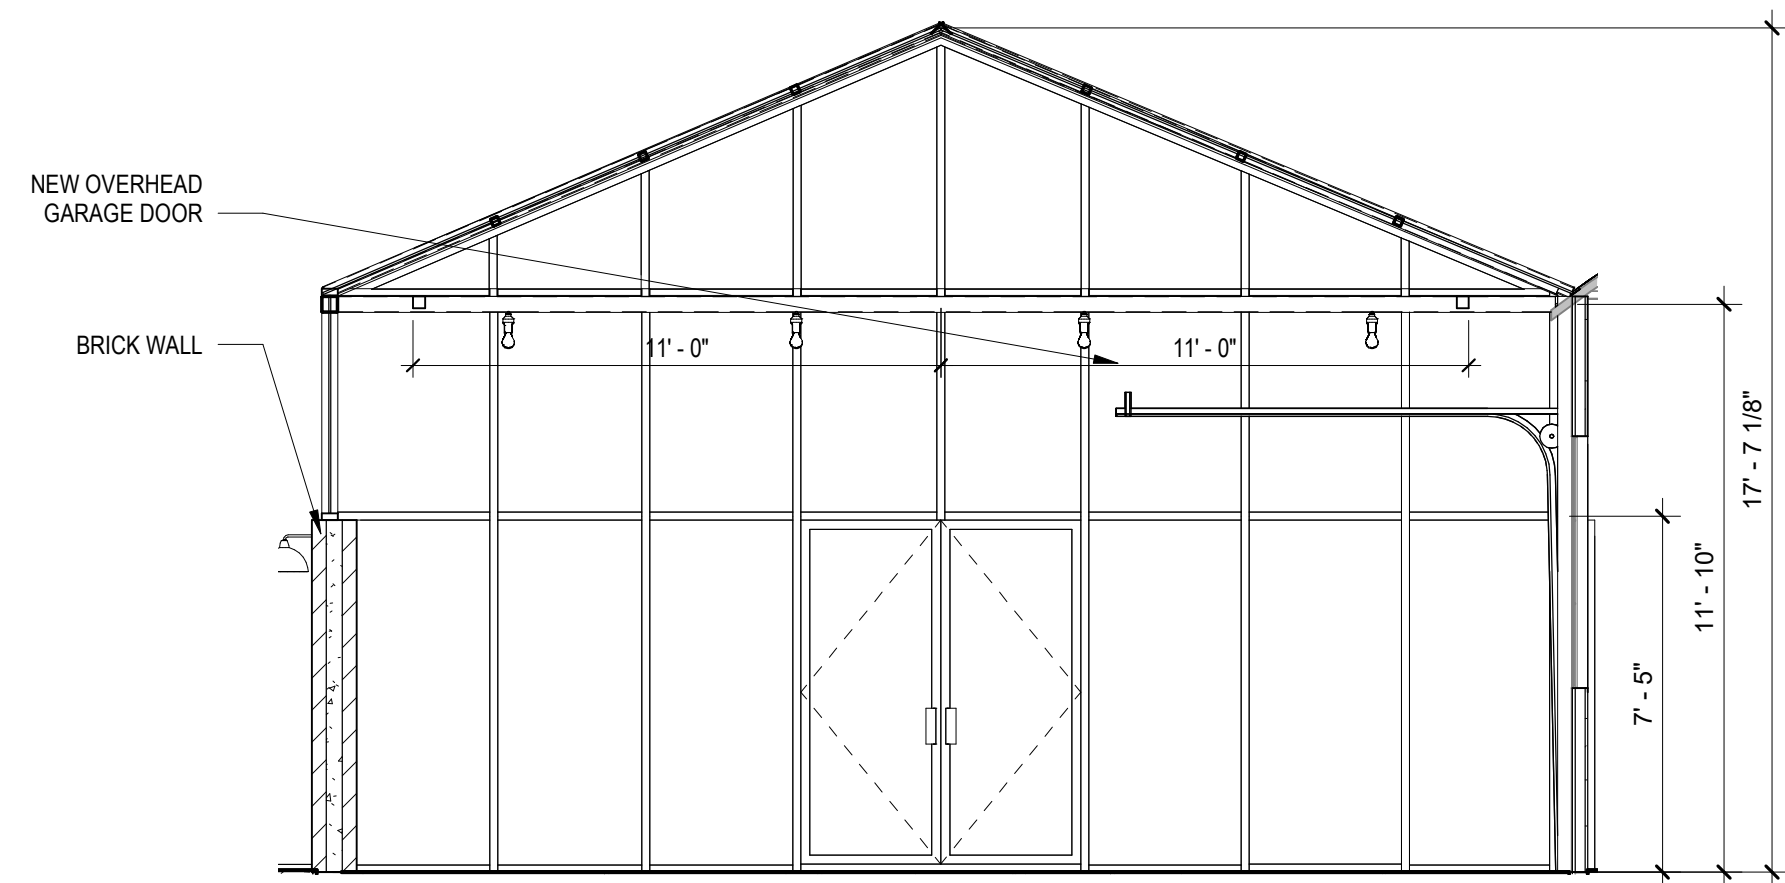 NEW OVERHEAD
GARAGE DOOR
BRICK WALL
11' - 0"
11' - 0"
7' - 5"
11' - 10"
17' - 7 1/8"